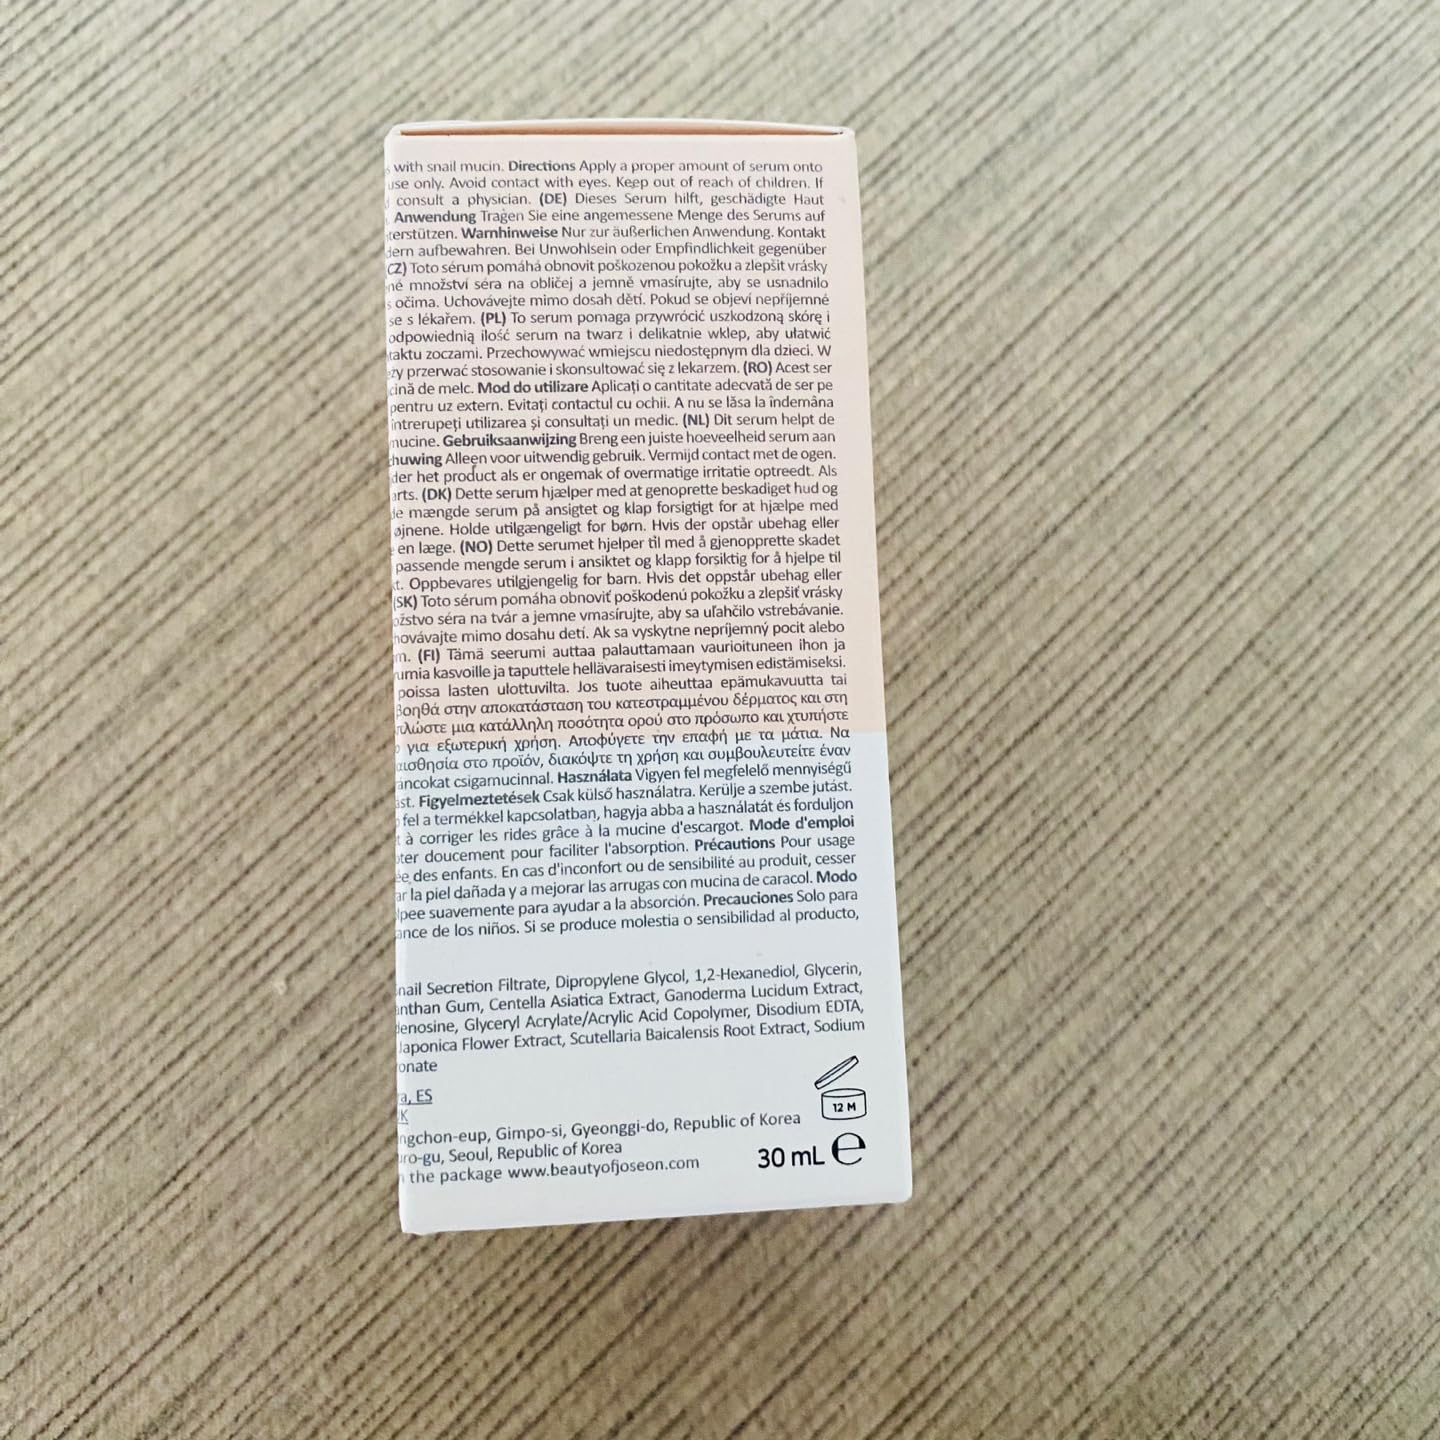 with snail mucin. Directions Apply a proper amount of serum onto
use only. Avoid contact with eyes. Keep out of reach of children. If
consult a physician. (DE) Dieses Serum hilft, geschädigte Haut
. Anwendung Tragen Sie eine angemessene Menge des Serums auf
terstützen. Warnhinweise Nur zur äußerlichen Anwendung. Kontakt
dern aufbewahren. Bei Unwohlsein oder Empfindlichkeit gegenüber
CZ) Toto sérum pomáhá obnovit poškozenou pokožku a zlepšit vrásky
né množství séra na obličej a jemně vmasírujte, aby se usnadnilo
s očima. Uchovávejte mimo dosah dětí. Pokud se objeví nepříjemné
se s lékařem. (PL) To serum pomaga przywrócić uszkodzoną skórę i
odpowiednią ilość serum na twarz i delikatnie wklep, aby ułatwić
taktu zoczami. Przechowywać wmiejscu niedostępnym dla dzieci. W
ży przerwać stosowanie i skonsultować się z lekarzem. (RO) Acest ser
cină de melc. Mod do utilizare Aplicați o cantitate adecvată de ser pe
pentru uz extern. Evitați contactul cu ochii. A nu se lăsa la îndemâna
întrerupeți utilizarea și consultați un medic. (NL) Dit serum helpt de
mucine. Gebruiksaanwijzing Breng een juiste hoeveelheid serum aan
huwing Alleen voor uitwendig gebruik. Vermijd contact met de ogen.
der het product als er ongemak of overmatige irritatie optreedt. Als
arts. (DK) Dette serum hjælper med at genoprette beskadiget hud og
de mængde serum på ansigtet og klap forsigtigt for at hjælpe med
øjnene. Holde utilgængeligt for børn. Hvis der opstår ubehag eller
en læge. (NO) Dette serumet hjelper til med å gjenopprette skadet
passende mengde serum i ansiktet og klapp forsiktig for å hjelpe til
kt. Oppbevares utilgjengelig for barn. Hvis det oppstår ubehag eller
(SK) Toto sérum pomáha obnoviť poškodenú pokožku a zlepšiť vrásky
ožstvo séra na tvár a jemne vmasírujte, aby sa uľahčilo vstrebávanie.
hovávajte mimo dosahu detí. Ak sa vyskytne nepríjemný pocit alebo
m. (FI) Tämä seerumi auttaa palauttamaan vaurioituneen ihon ja
rumia kasvoille ja taputtele hellävaraisesti imeytymisen edistämiseksi.
poissa lasten ulottuvilta. Jos tuote aiheuttaa epämukavuutta tai
βοηθά στην αποκατάσταση του κατεστραμμένου δέρματος και στη
πλώστε μια κατάλληλη ποσότητα ορού στο πρόσωπο και χτυπήστε
ο για εξωτερική χρήση. Αποφύγετε την επαφή με τα μάτια. Να
αισθησία στο προϊόν, διακόψτε τη χρήση και συμβουλευτείτε έναν
áncokat csigamucinnal. Használata Vigyen fel megfelelő mennyiségű
ást. Figyelmeztetések Csak külső használatra. Kerülje a szembe jutást.
fel a termékkel kapcsolatban, hagyja abba a használatát és forduljon
t à corriger les rides grâce à la mucine d'escargot. Mode d'emploi
oter doucement pour faciliter l'absorption. Précautions Pour usage
ée des enfants. En cas d'inconfort ou de sensibilité au produit, cesser
ar la piel dañada y a mejorar las arrugas con mucina de caracol. Modo
lpee suavemente para ayudar a la absorción. Precauciones Solo para
ance de los niños. Si se produce molestia o sensibilidad al producto,
nail Secretion Filtrate, Dipropylene Glycol, 1,2-Hexanediol, Glycerin,
anthan Gum, Centella Asiatica Extract, Ganoderma Lucidum Extract,
denosine, Glyceryl Acrylate/Acrylic Acid Copolymer, Disodium EDTA,
Japonica Flower Extract, Scutellaria Baicalensis Root Extract, Sodium
onate
a, ES
K
12 M
ngchon-eup, Gimpo-si, Gyeonggi-do, Republic of Korea
ro-gu, Seoul, Republic of Korea
the package www.beautyofjoseon.com
30 mL ℮